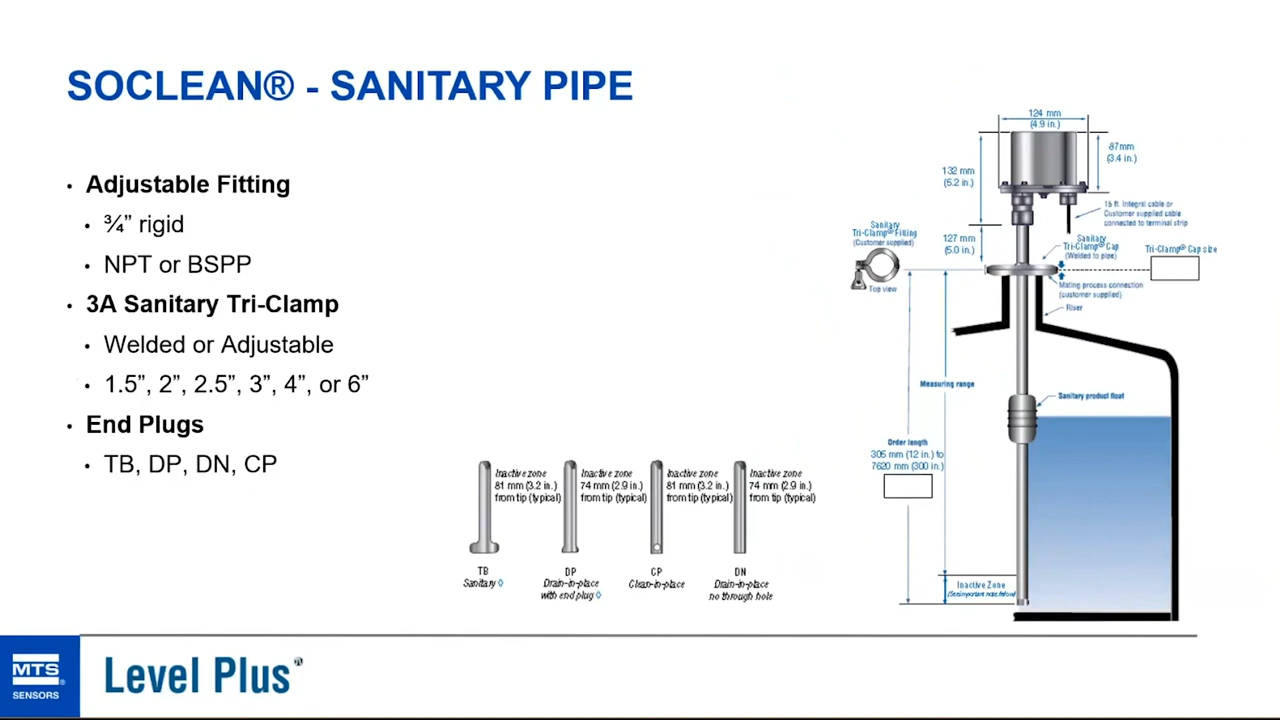 SOCLEAN® - SANITARY PIPE
• Adjustable Fitting
• ¾” rigid
• NPT or BSPP
• 3A Sanitary Tri-Clamp
• Welded or Adjustable
• 1.5”, 2”, 2.5”, 3”, 4”, or 6”
• End Plugs
• TB, DP, DN, CP
Inactive zone
81 mm (3.2 in.)
from tip (typical)
TB
Sanitary ◊
Inactive zone
74 mm (2.9 in.)
from tip (typical)
DP
Drain-in-place
with end plug ◊
Inactive zone
81 mm (3.2 in.)
from tip (typical)
CP
Clean-in-place
Inactive zone
74 mm (2.9 in.)
from tip (typical)
DN
Drain-in-place
no through hole
124 mm
(4.9 in.)
87mm
(3.4 in.)
132 mm
(5.2 in.)
15 ft. Integral cable or
Customer supplied cable
connected to terminal strip
Sanitary
Tri-Clamp® Fitting
(Customer supplied)
Top view
127 mm
(5.0 in.)
Sanitary
Tri-Clamp® Cap
(Welded to pipe)
Tri-Clamp® Cap size
Mating process connection
(customer supplied)
Riser
Measuring range
Sanitary product float
Order length
305 mm (12 in.) to
7620 mm (300 in.)
Inactive Zone
(See important note, below)
MTS®
SENSORS
Level Plus®